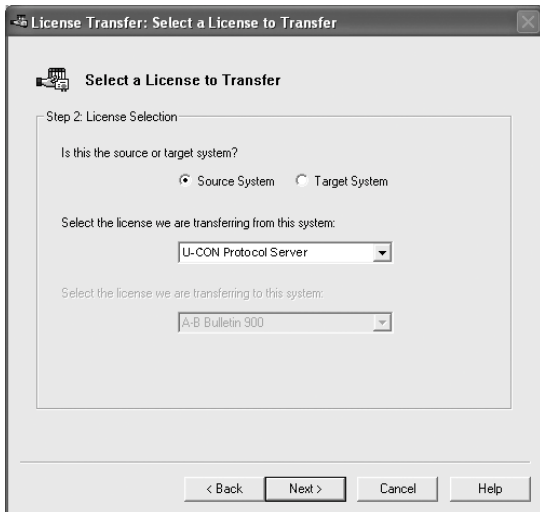 License Transfer: Select a License to Transfer
Select a License to Transfer
Step 2: License Selection
Is this the source or target system?
Source System Target System
Select the license we are transferring from this system:
U-CON Protocol Server
Select the license we are transferring to this system:
A-B Bulletin 900
< Back Next > Cancel Help